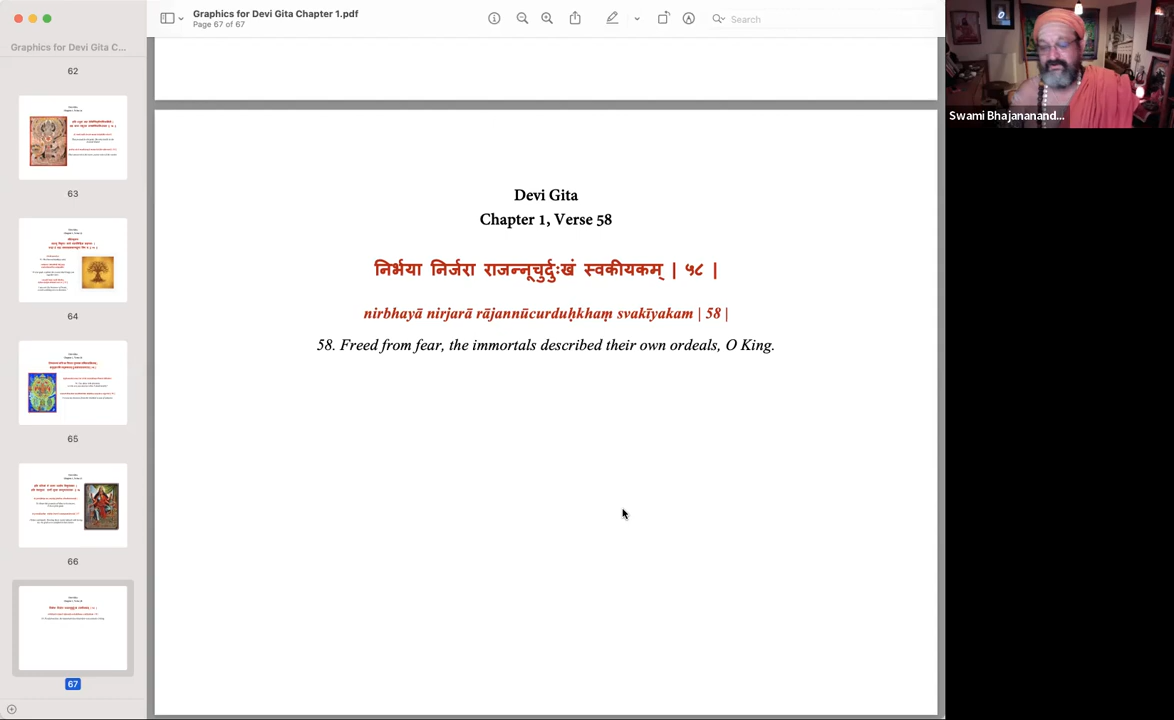 Graphics for Devi Gita Chapter 1.pdf
Page 67 of 67
Search
Graphics for Devi Gita C...
62
63
64
65
66
67
Devi Gita
Chapter 1, Verse 58
निर्भया निर्जरा राजन्नूचुर्दुःखं स्वकीयकम् | ५८ |
nirbhayā nirjarā rājannūcurduḥkhaṃ svakīyakam | 58 |
58. Freed from fear, the immortals described their own ordeals, O King.
Swami Bhajananand...